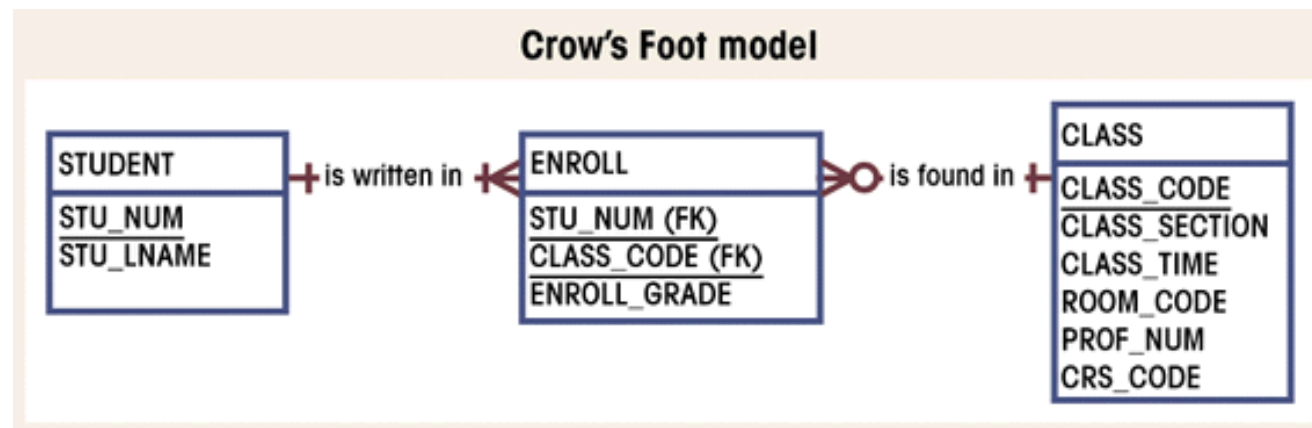 Crow's Foot model
STUDENT
STU_NUM
STU_LNAME
is written in
ENROLL
STU_NUM (FK)
CLASS_CODE (FK)
ENROLL_GRADE
is found in
CLASS
CLASS_CODE
CLASS_SECTION
CLASS_TIME
ROOM_CODE
PROF_NUM
CRS_CODE